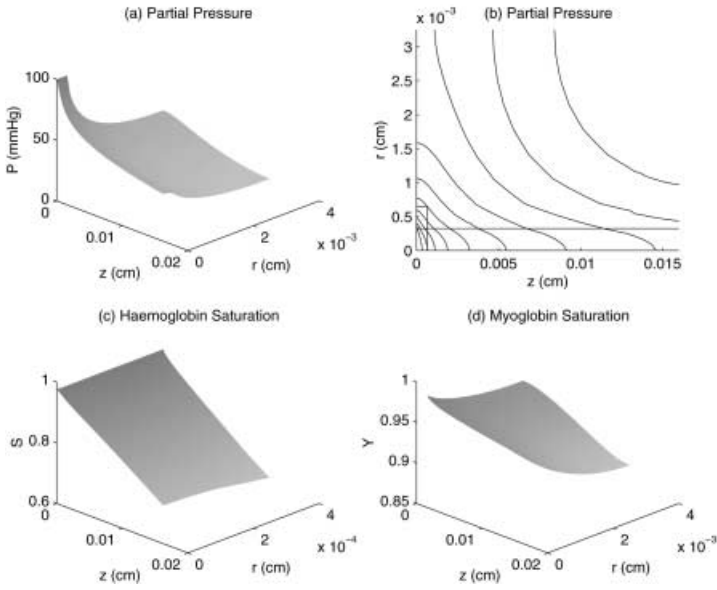 (a) Partial Pressure
100
50
0
P (mmHg)
0
0.01
0.02
z (cm)
0
2
4
x 10⁻³
r (cm)
(b) Partial Pressure
x 10⁻³
3
2.5
2
1.5
1
0.5
0
r (cm)
0
0.005
0.01
0.015
z (cm)
(c) Haemoglobin Saturation
1
0.8
0.6
S
0
0.01
0.02
z (cm)
0
2
4
x 10⁻⁴
r (cm)
(d) Myoglobin Saturation
1
0.95
0.9
0.85
Y
0
0.01
0.02
z (cm)
0
2
4
x 10⁻³
r (cm)